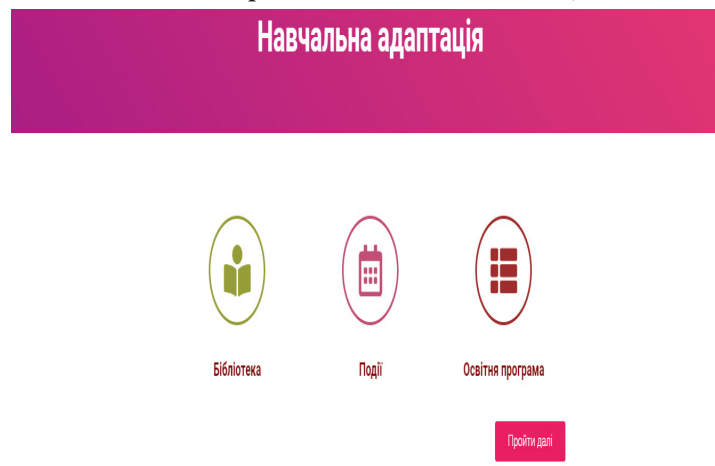 Навчальна адаптація
Бібліотека
Події
Освітня програма
Пройти далі